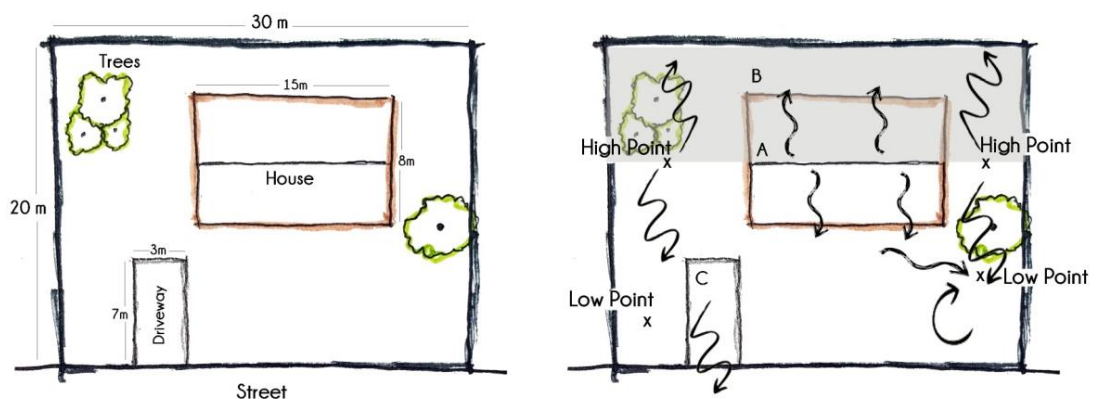 30 m
Trees
15m
8m
House
20 m
3m
7m
Driveway
Street
B
High Point
x
A
High Point
x
C
Low Point
x
x
Low Point